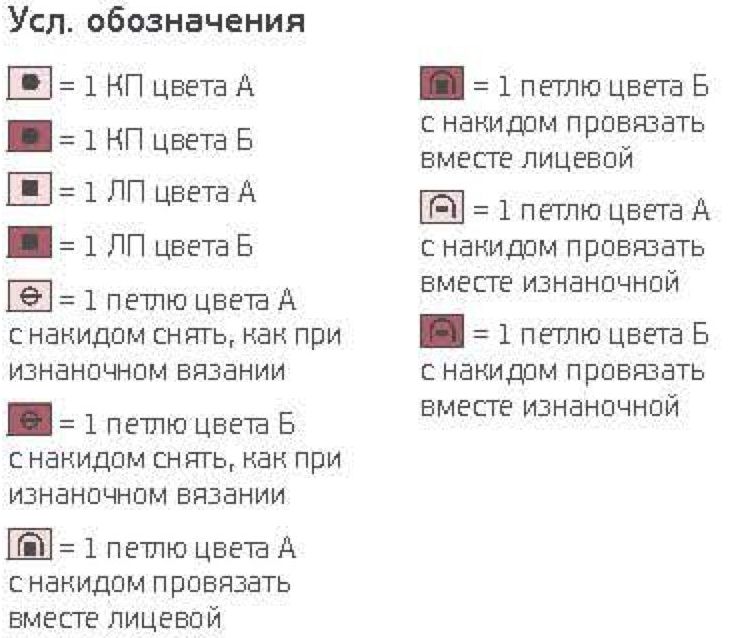 Усл. обозначения
= 1 КП цвета А
= 1 КП цвета Б
= 1 ЛП цвета А
= 1 ЛП цвета Б
= 1 петлю цвета А
с накидом снять, как при
изнаночном вязании
= 1 петлю цвета Б
с накидом снять, как при
изнаночном вязании
= 1 петлю цвета А
с накидом провязать
вместе лицевой
= 1 петлю цвета Б
с накидом провязать
вместе лицевой
= 1 петлю цвета А
с накидом провязать
вместе изнаночной
= 1 петлю цвета Б
с накидом провязать
вместе изнаночной